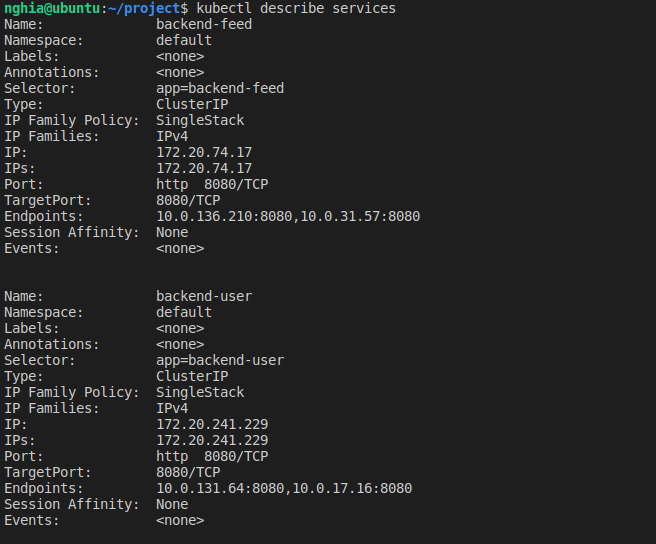 nghia@ubuntu:~/project$ kubectl describe services
Name:              backend-feed
Namespace:         default
Labels:            <none>
Annotations:       <none>
Selector:          app=backend-feed
Type:              ClusterIP
IP Family Policy:  SingleStack
IP Families:       IPv4
IP:                172.20.74.17
IPs:               172.20.74.17
Port:              http  8080/TCP
TargetPort:        8080/TCP
Endpoints:         10.0.136.210:8080,10.0.31.57:8080
Session Affinity:  None
Events:            <none>
Name:              backend-user
Namespace:         default
Labels:            <none>
Annotations:       <none>
Selector:          app=backend-user
Type:              ClusterIP
IP Family Policy:  SingleStack
IP Families:       IPv4
IP:                172.20.241.229
IPs:               172.20.241.229
Port:              http  8080/TCP
TargetPort:        8080/TCP
Endpoints:         10.0.131.64:8080,10.0.17.16:8080
Session Affinity:  None
Events:            <none>